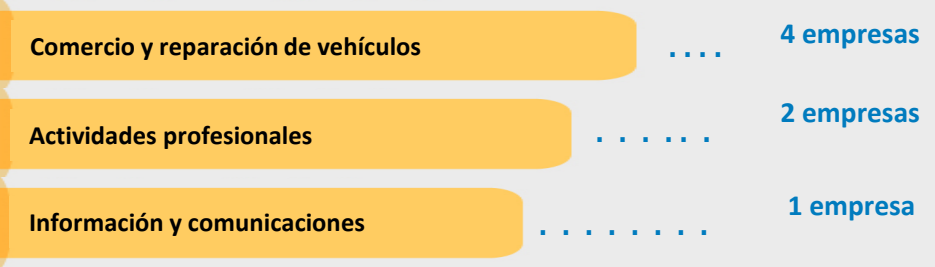 Comercio y reparación de vehículos . . . . 4 empresas
Actividades profesionales . . . . . . 2 empresas
Información y comunicaciones . . . . . . . . 1 empresa